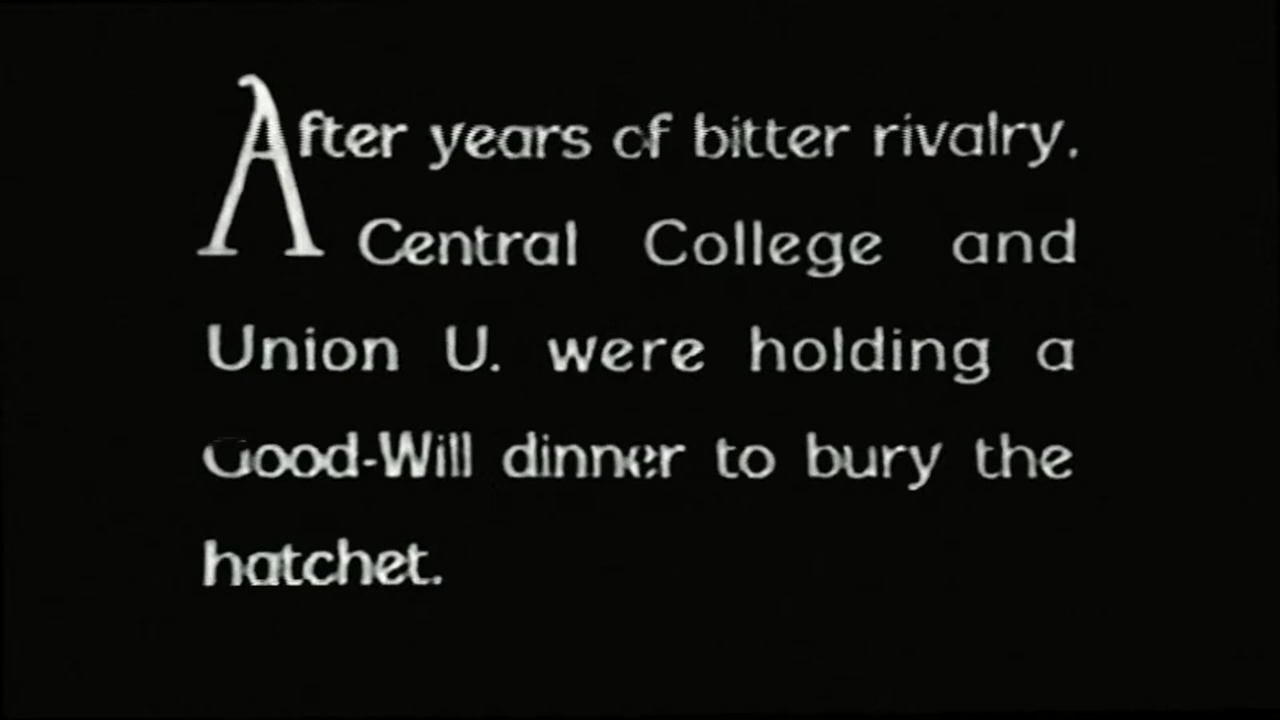 After years of bitter rivalry,
Central College and
Union U. were holding a
Good-Will dinner to bury the
hatchet.